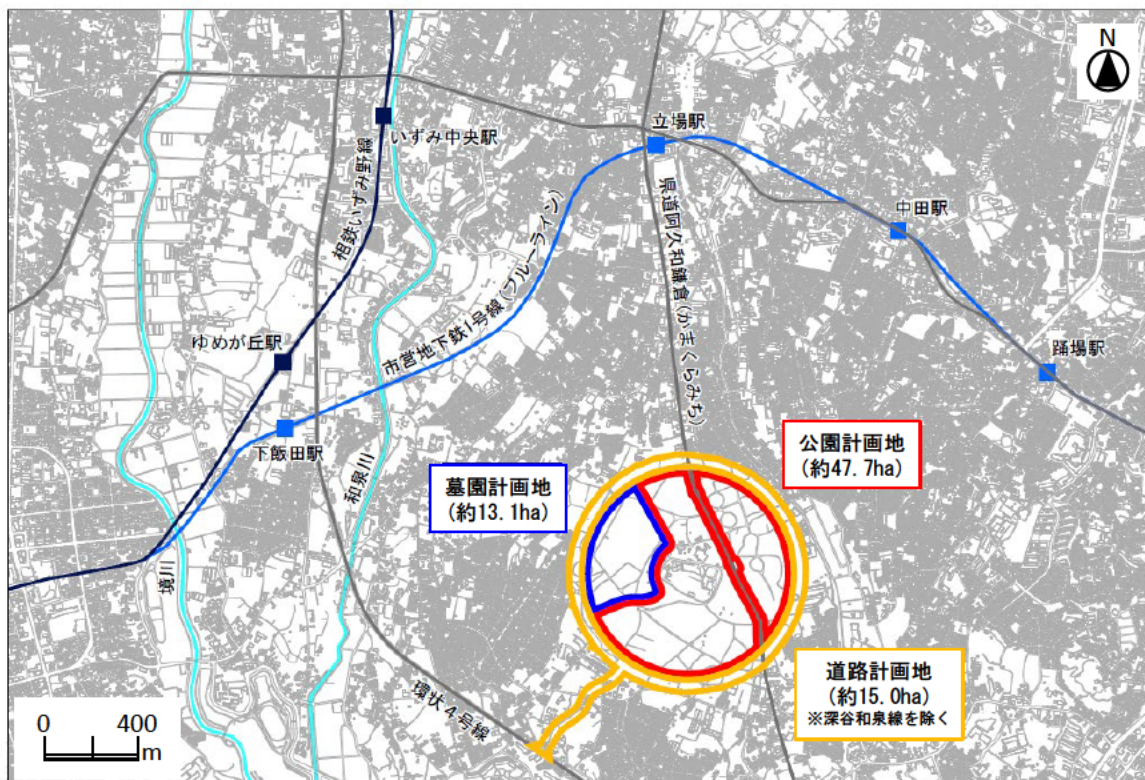 N
立場駅
いずみ中央駅
相鉄いずみ野線
中田駅
県道阿久和鎌倉(かまくらみち)
市営地下鉄1号線(ブルーライン)
ゆめが丘駅
踊場駅
下飯田駅
和泉川
境川
公園計画地
(約47.7ha)
墓園計画地
(約13.1ha)
道路計画地
(約15.0ha)
※深谷和泉線を除く
環状4号線
0 400
m